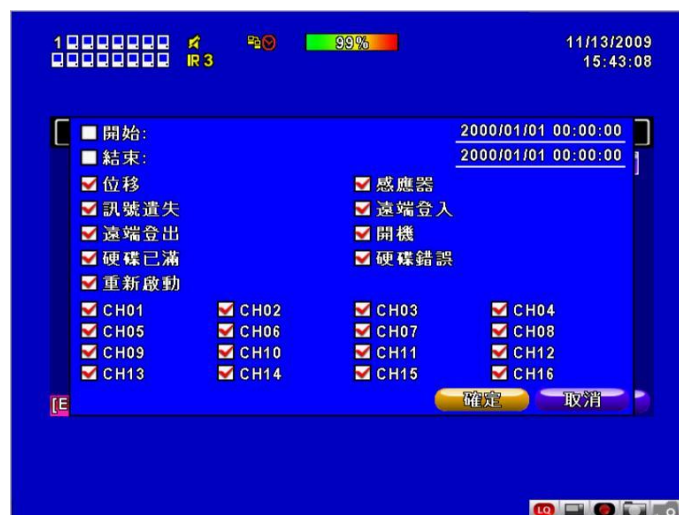 1 99% 11/13/2009
IR 3 15:43:08
開始: 2000/01/01 00:00:00
結束: 2000/01/01 00:00:00
位移 感應器
訊號遺失 遠端登入
遠端登出 開機
硬碟已滿 硬碟錯誤
重新啟動
CH01 CH02 CH03 CH04
CH05 CH06 CH07 CH08
CH09 CH10 CH11 CH12
CH13 CH14 CH15 CH16
[E 確定 取消
LQ